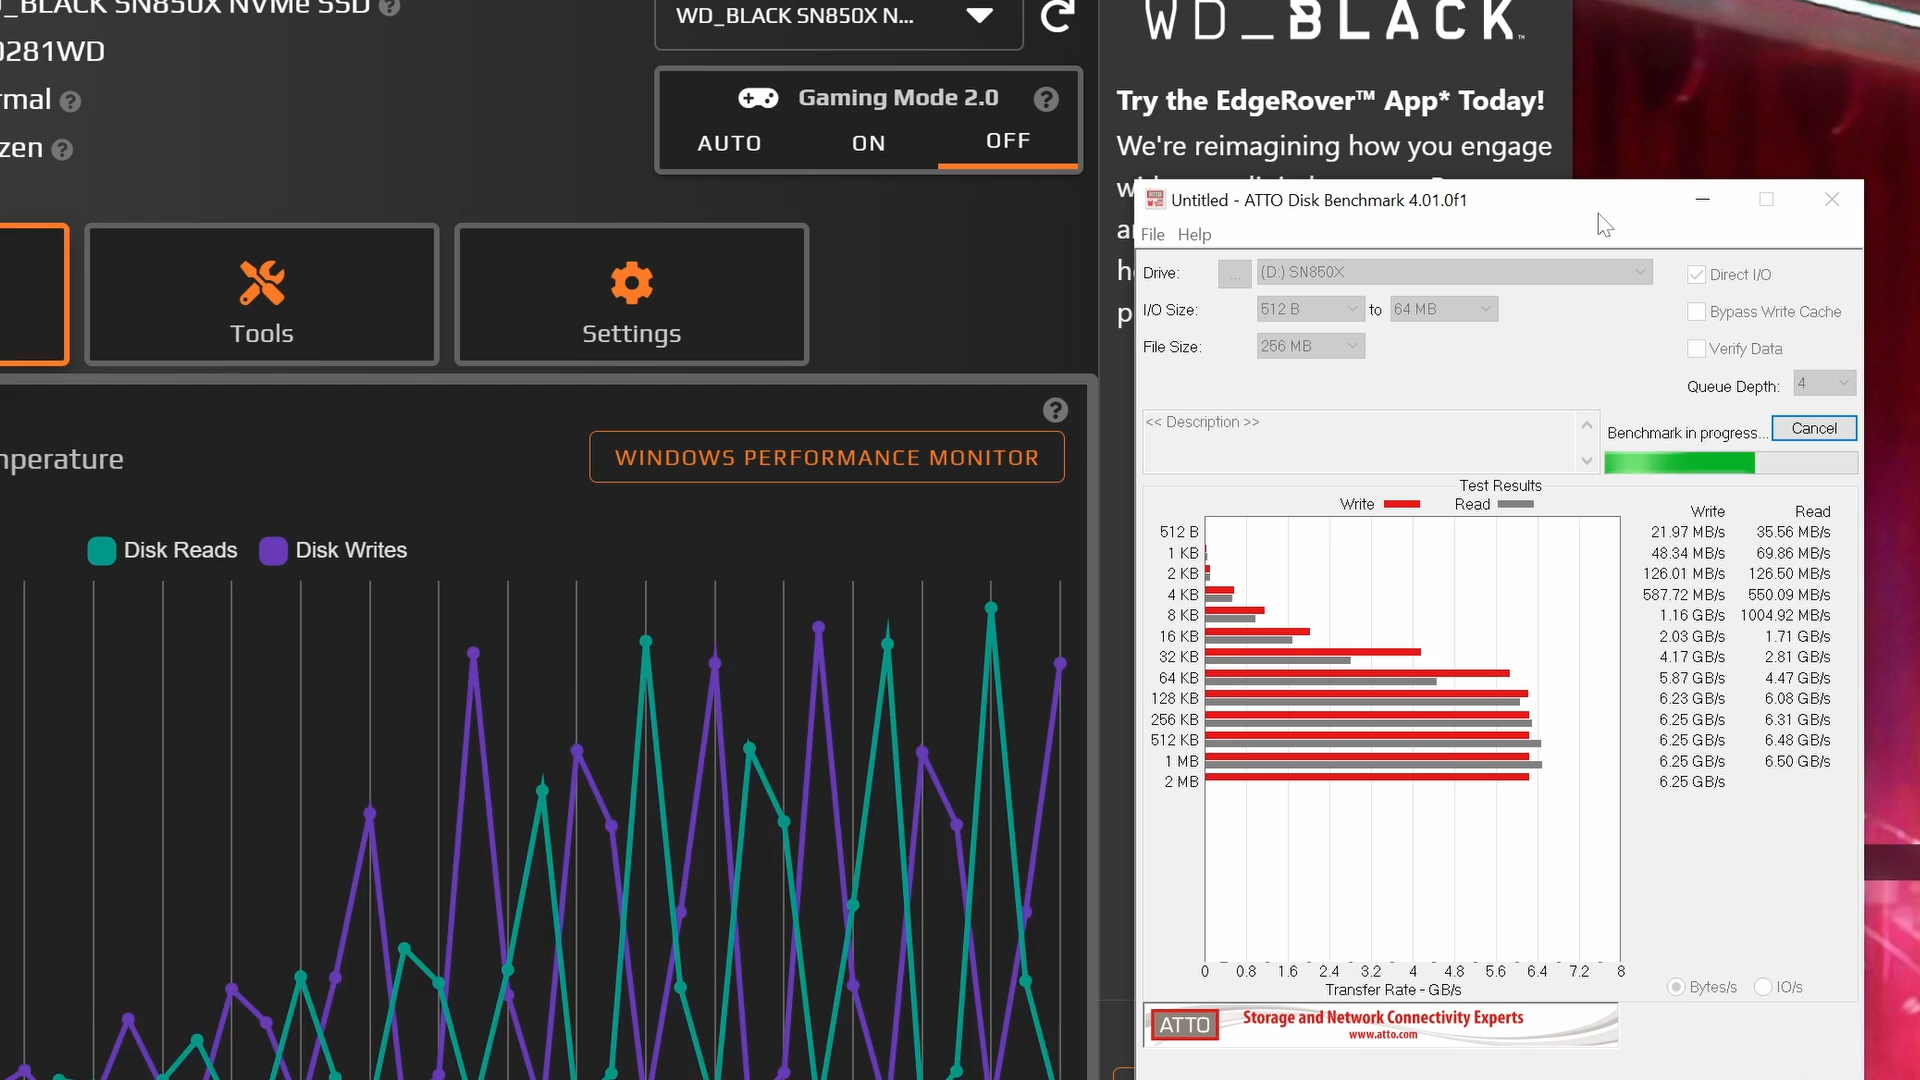 _BLACK SN850X NVMe SSD
0281WD
rmal
zen
WD_BLACK SN850X N...
Gaming Mode 2.0
AUTO ON OFF
Tools
Settings
mperature
WINDOWS PERFORMANCE MONITOR
Disk Reads Disk Writes
WD_BLACK™
Try the EdgeRover™ App* Today!
We're reimagining how you engage
Untitled - ATTO Disk Benchmark 4.01.0f1
File Help
Drive: ... (D:) SN850X
Direct I/O
I/O Size: 512 B to 64 MB
Bypass Write Cache
File Size: 256 MB
Verify Data
Queue Depth: 4
<< Description >>
Benchmark in progress... Cancel
Test Results
Write Read
Write Read
512 B 21.97 MB/s 35.56 MB/s
1 KB 48.34 MB/s 69.86 MB/s
2 KB 126.01 MB/s 126.50 MB/s
4 KB 587.72 MB/s 550.09 MB/s
8 KB 1.16 GB/s 1004.92 MB/s
16 KB 2.03 GB/s 1.71 GB/s
32 KB 4.17 GB/s 2.81 GB/s
64 KB 5.87 GB/s 4.47 GB/s
128 KB 6.23 GB/s 6.08 GB/s
256 KB 6.25 GB/s 6.31 GB/s
512 KB 6.25 GB/s 6.48 GB/s
1 MB 6.25 GB/s 6.50 GB/s
2 MB 6.25 GB/s
0 0.8 1.6 2.4 3.2 4 4.8 5.6 6.4 7.2 8
Transfer Rate - GB/s
Bytes/s IO/s
ATTO
Storage and Network Connectivity Experts
www.atto.com